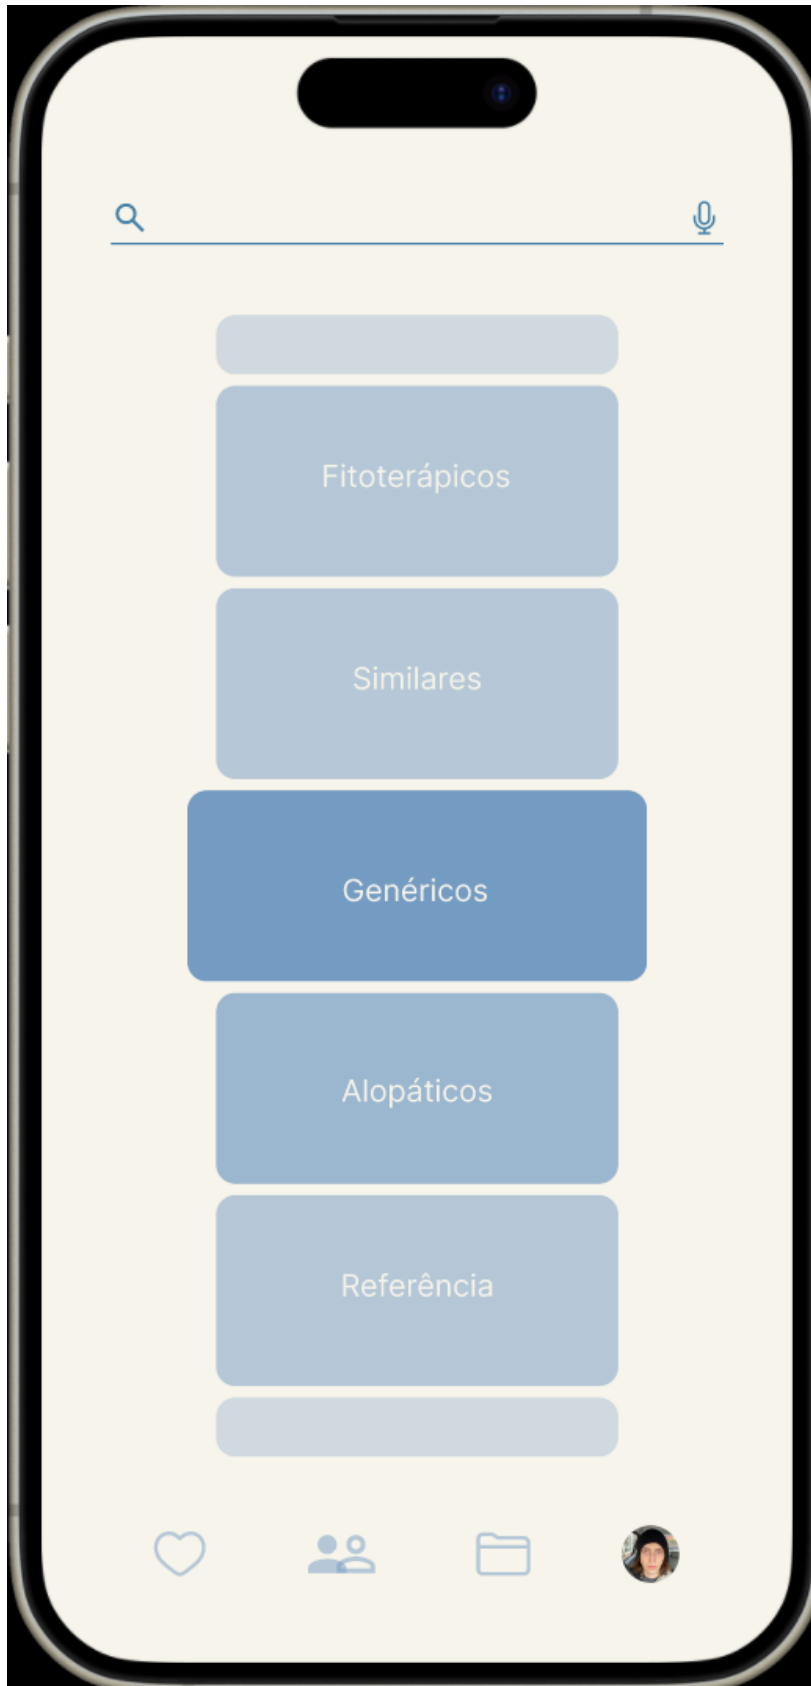 Fitoterápicos
Similares
Genéricos
Alopáticos
Referência